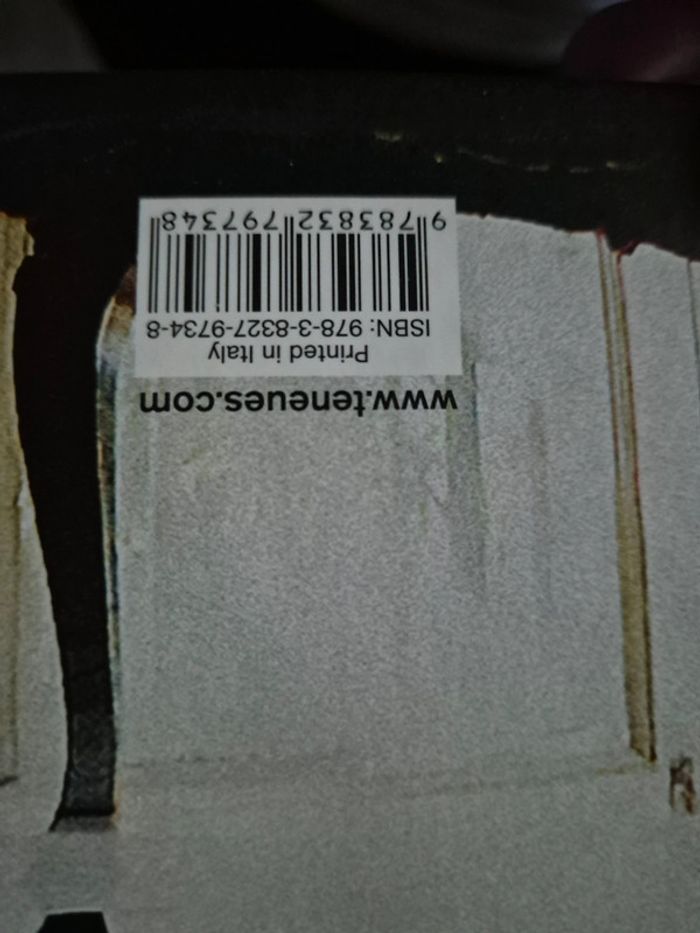 www.teneues.com
Printed in Italy
ISBN: 978-3-8327-9734-8
9 783832 797348